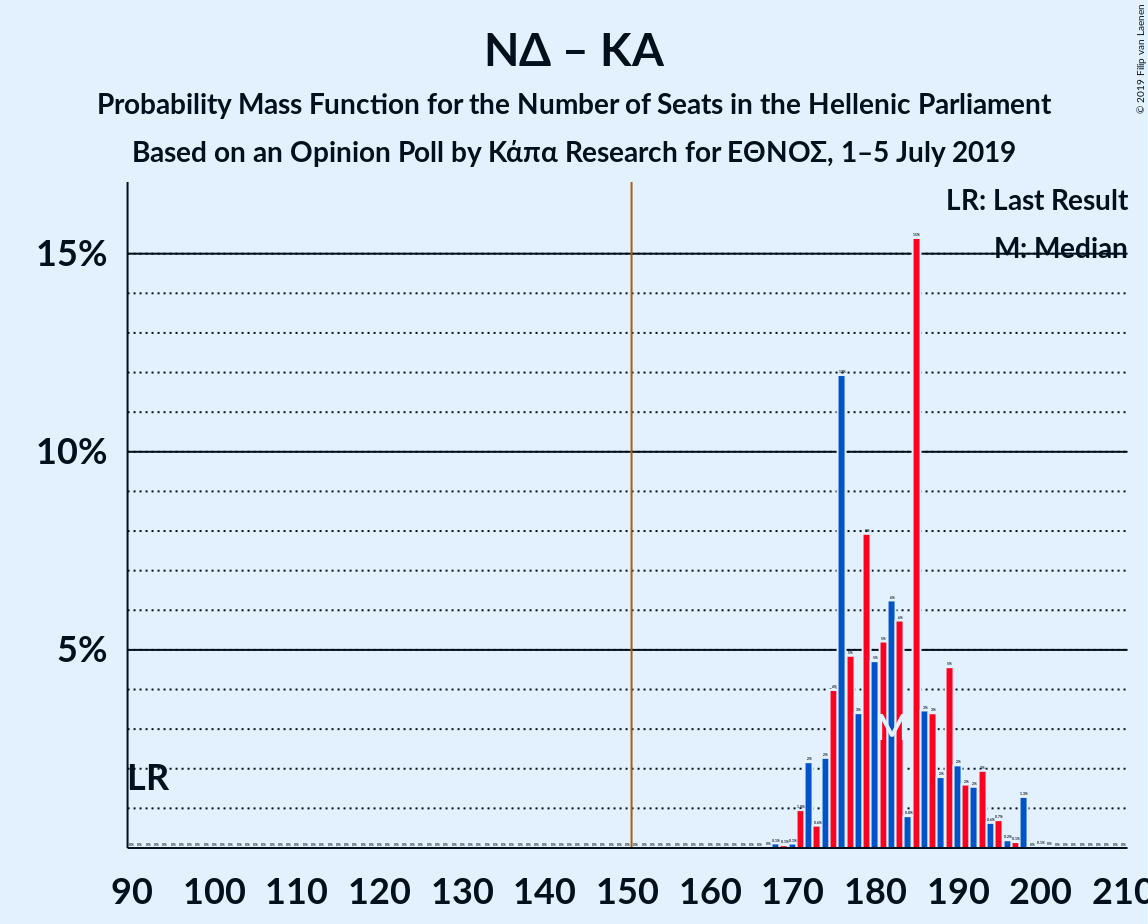 ΝΔ – ΚΑ
Probability Mass Function for the Number of Seats in the Hellenic Parliament
Based on an Opinion Poll by Κάπα Research for ΕΘΝΟΣ, 1–5 July 2019
© 2019 Filip van Laenen
LR: Last Result
M: Median
15%
10%
5%
LR
M
90 100 110 120 130 140 150 160 170 180 190 200 210